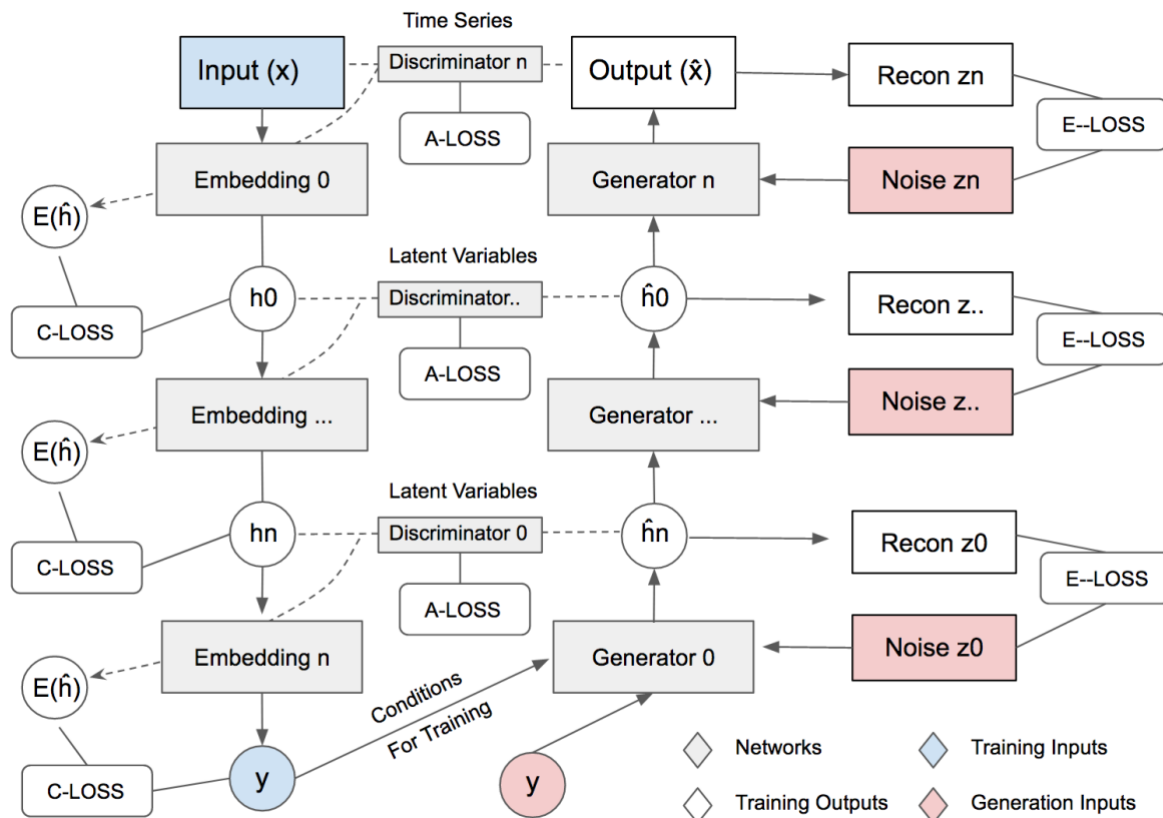 Time Series
Input (x)
Discriminator n
Output (x̂)
Recon zn
A-LOSS
E--LOSS
Embedding 0
Generator n
Noise zn
E(ĥ)
Latent Variables
h0
Discriminator..
ĥ0
Recon z..
C-LOSS
A-LOSS
E--LOSS
Embedding ...
Generator ...
Noise z..
E(ĥ)
Latent Variables
hn
Discriminator 0
ĥn
Recon z0
C-LOSS
A-LOSS
E--LOSS
Embedding n
Generator 0
Noise z0
E(ĥ)
Conditions
For Training
y
y
C-LOSS
Networks
Training Inputs
Training Outputs
Generation Inputs